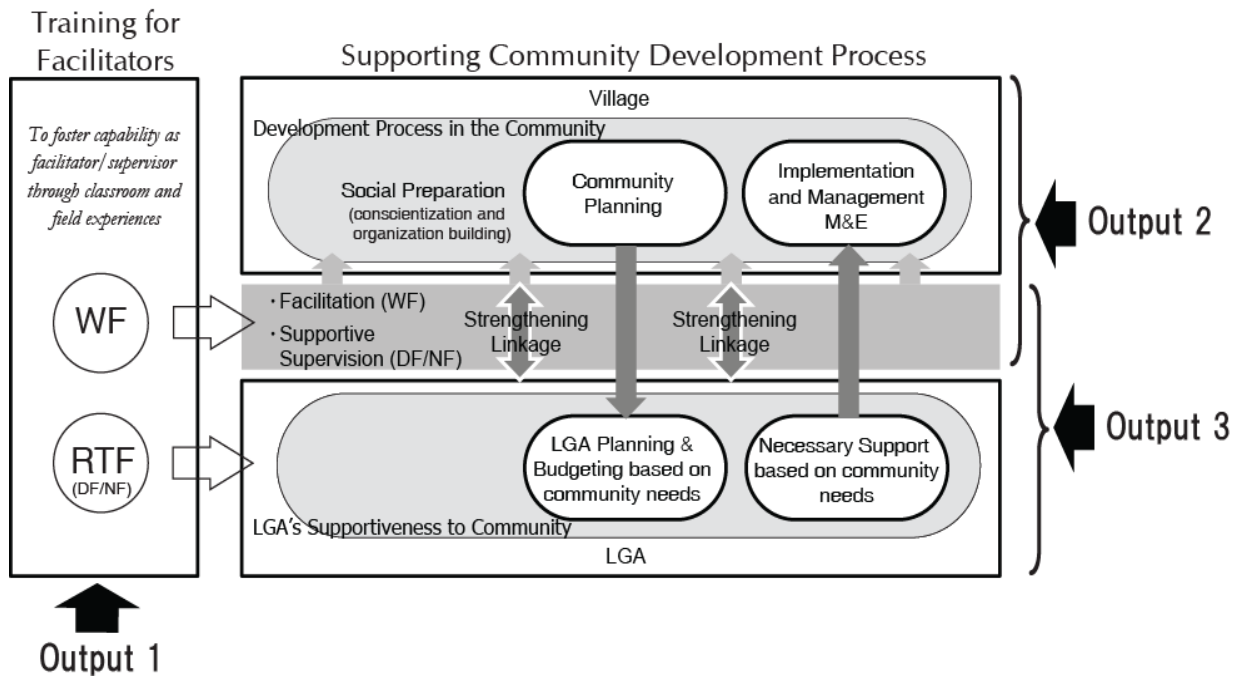 Training for
Facilitators
To foster capability as
facilitator/supervisor
through classroom and
field experiences
WF
RTF
(DF/NF)
Output 1
Supporting Community Development Process
Village
Development Process in the Community
Social Preparation
(conscientization and
organization building)
Community
Planning
Implementation
and Management
M&E
・Facilitation (WF)
・Supportive
Supervision (DF/NF)
Strengthening
Linkage
Strengthening
Linkage
LGA Planning &
Budgeting based on
community needs
Necessary Support
based on community
needs
LGA's Supportiveness to Community
LGA
Output 2
Output 3